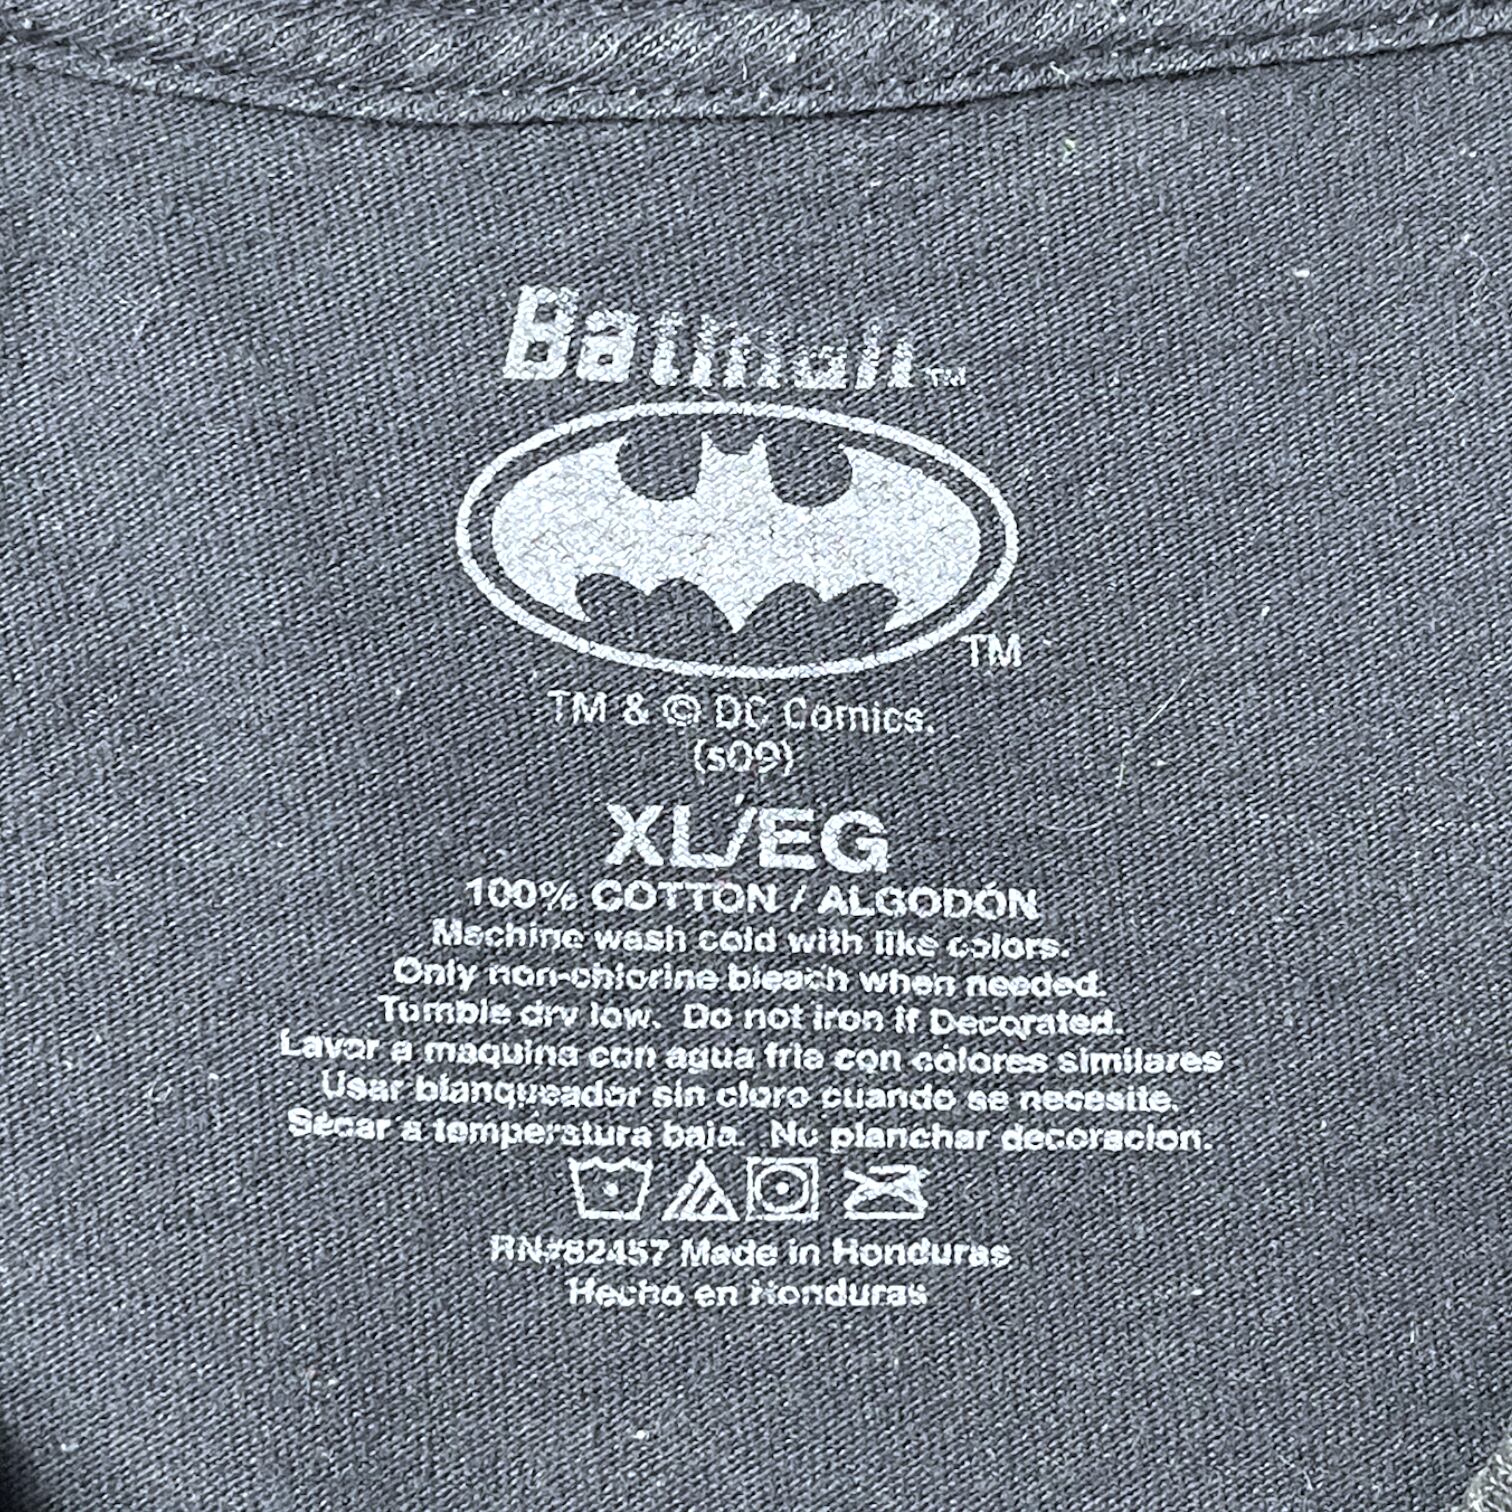 Batman™
TM
TM & © DC Comics.
(s09)
XL/EG
100% COTTON / ALGODÓN
Machine wash cold with like colors.
Only non-chlorine bleach when needed.
Tumble dry low. Do not iron if Decorated.
Lavar a maquina con agua fria con colores similares
Usar blanqueador sin cloro cuando se necesite.
Secar a temperatura baja. No planchar decoracion.
RN#82457 Made in Honduras
Hecho en Honduras